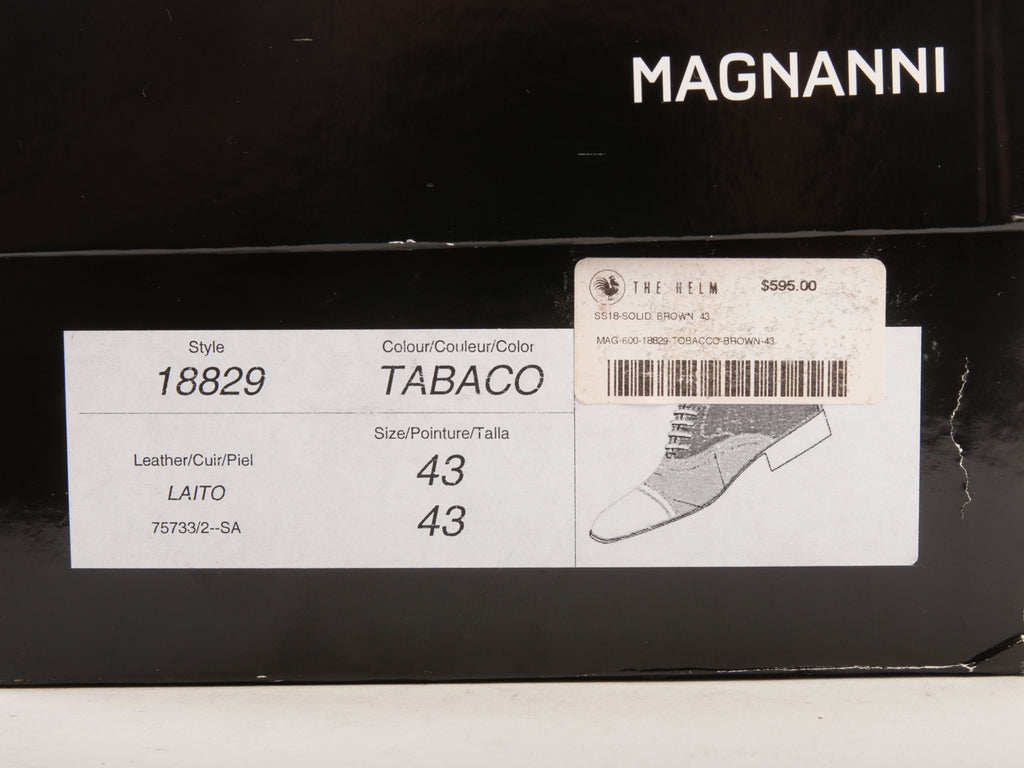 MAGNANNI
THE HELM $595.00
SS18-SOLID, BROWN, 43
MAG-600-18829-TOBACCO-BROWN-43
Style
18829
Colour/Couleur/Color
TABACO
Leather/Cuir/Piel
LAITO
75733/2--SA
Size/Pointure/Talla
43
43